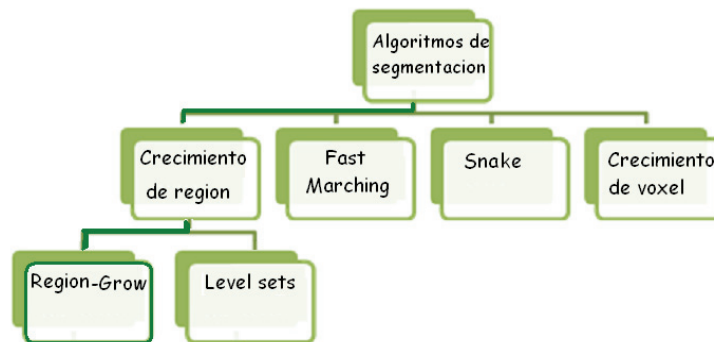 Algoritmos de
segmentacion
Crecimiento
de region
Fast
Marching
Snake
Crecimiento
de voxel
Region-Grow
Level sets